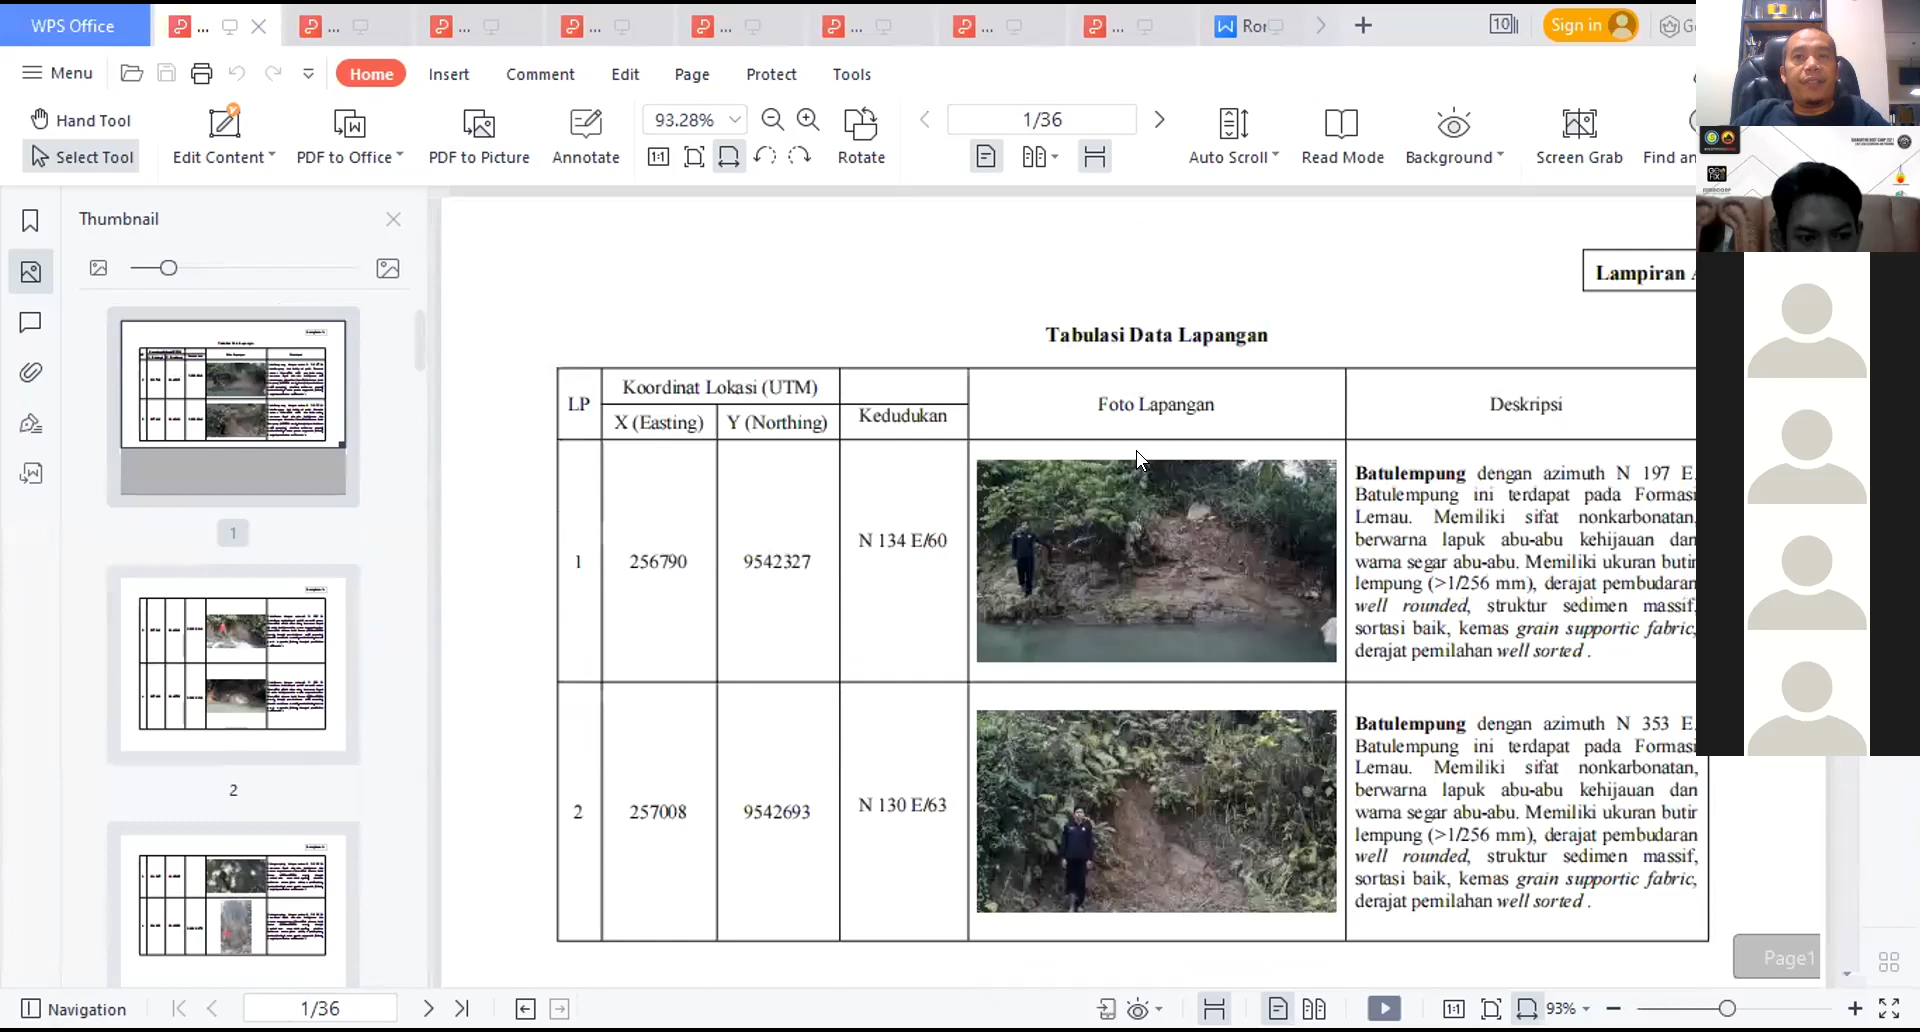 WPS Office
...
...
...
...
...
...
...
...
Ror
10
Sign in
G
Menu
Home
Insert
Comment
Edit
Page
Protect
Tools
Hand Tool
Select Tool
Edit Content
PDF to Office
PDF to Picture
Annotate
93.28%
1:1
Rotate
1/36
Auto Scroll
Read Mode
Background
Screen Grab
Find an
Thumbnail
1
2
Lampiran A
Tabulasi Data Lapangan
LP
Koordinat Lokasi (UTM)
X (Easting)
Y (Northing)
Kedudukan
Foto Lapangan
Deskripsi
1
256790
9542327
N 134 E/60
Batulempung dengan azimuth N 197 E.
Batulempung ini terdapat pada Formasi
Lemau. Memiliki sifat nonkarbonatan,
berwarna lapuk abu-abu kehijauan dan
warna segar abu-abu. Memiliki ukuran butir
lempung (>1/256 mm), derajat pembudaran
well rounded, struktur sedimen massif,
sortasi baik, kemas grain supportic fabric,
derajat pemilahan well sorted .
2
257008
9542693
N 130 E/63
Batulempung dengan azimuth N 353 E.
Batulempung ini terdapat pada Formasi
Lemau. Memiliki sifat nonkarbonatan,
berwarna lapuk abu-abu kehijauan dan
warna segar abu-abu. Memiliki ukuran butir
lempung (>1/256 mm), derajat pembudaran
well rounded, struktur sedimen massif,
sortasi baik, kemas grain supportic fabric,
derajat pemilahan well sorted .
Page1
Navigation
1/36
1:1
93%